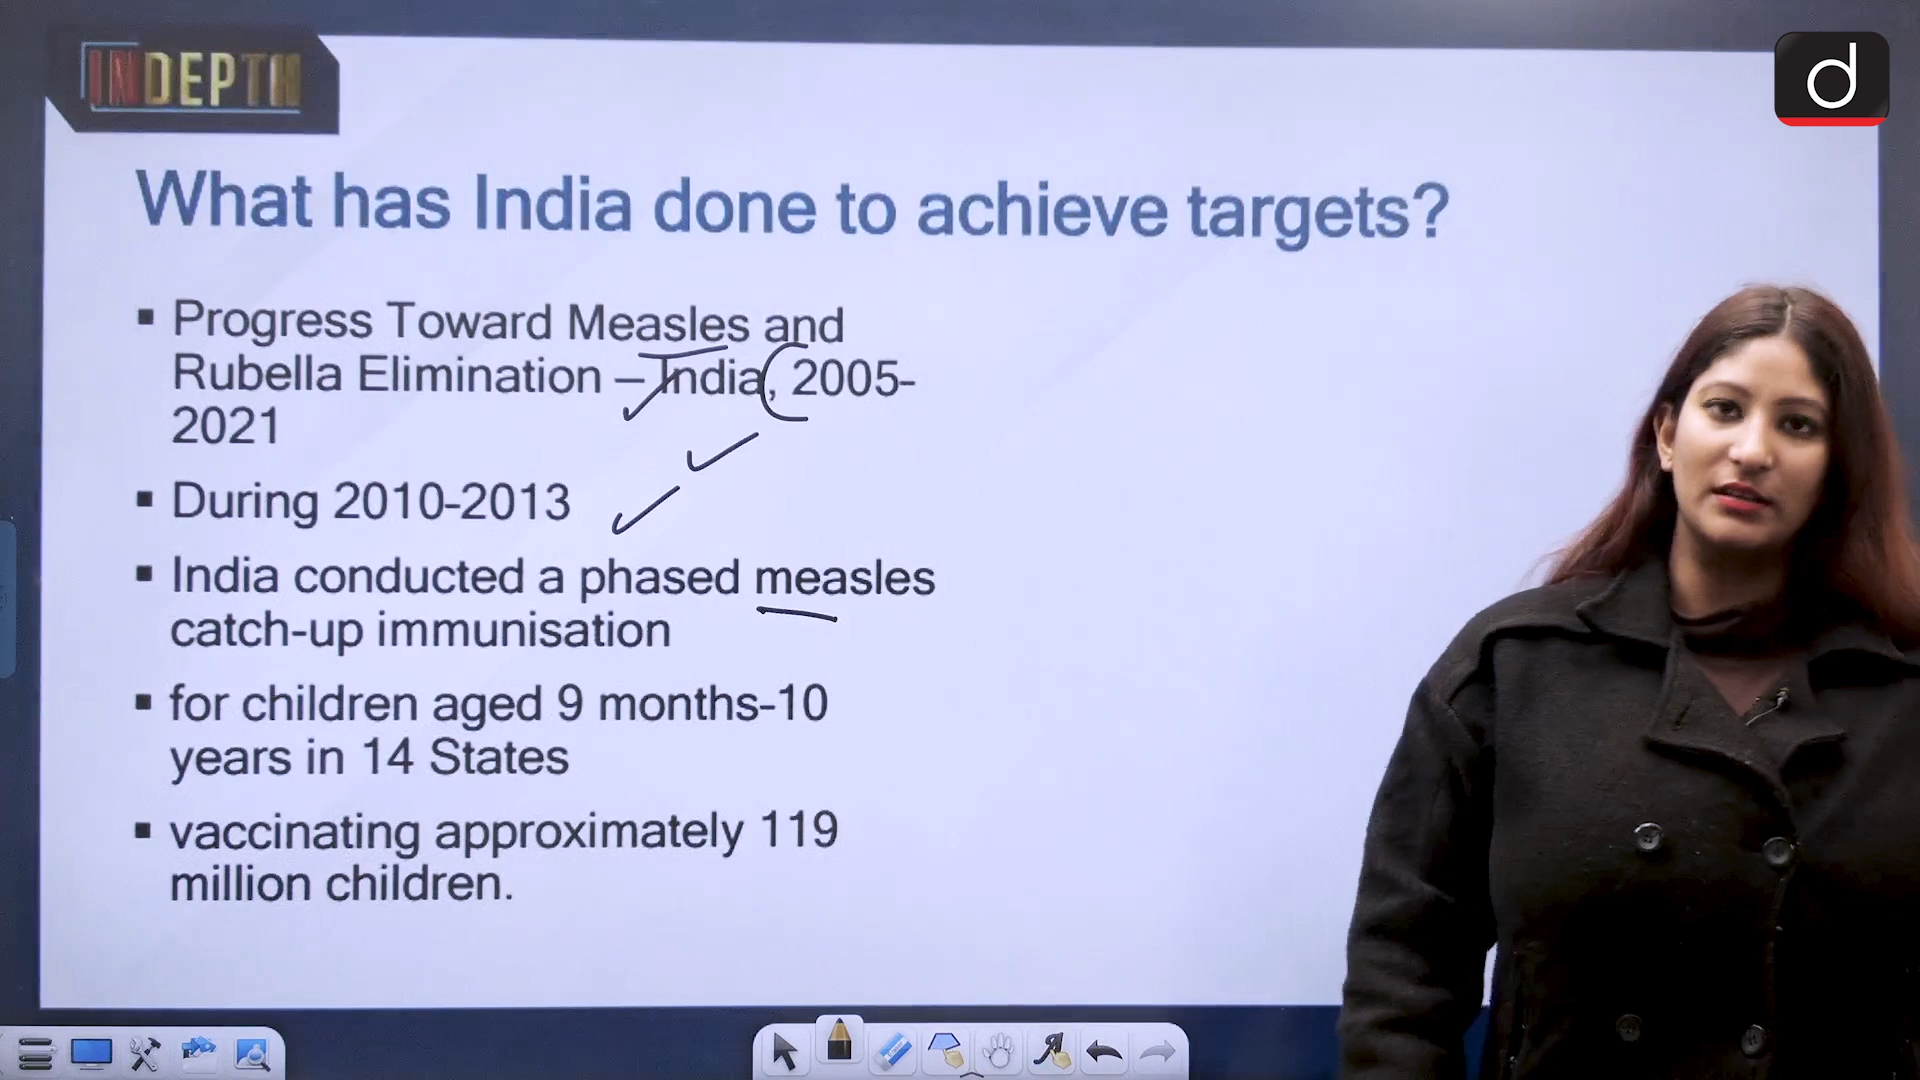 INDEPTH
d
What has India done to achieve targets?
▪ Progress Toward Measles and
Rubella Elimination – India, 2005-
2021
▪ During 2010-2013
▪ India conducted a phased measles
catch-up immunisation
▪ for children aged 9 months-10
years in 14 States
▪ vaccinating approximately 119
million children.